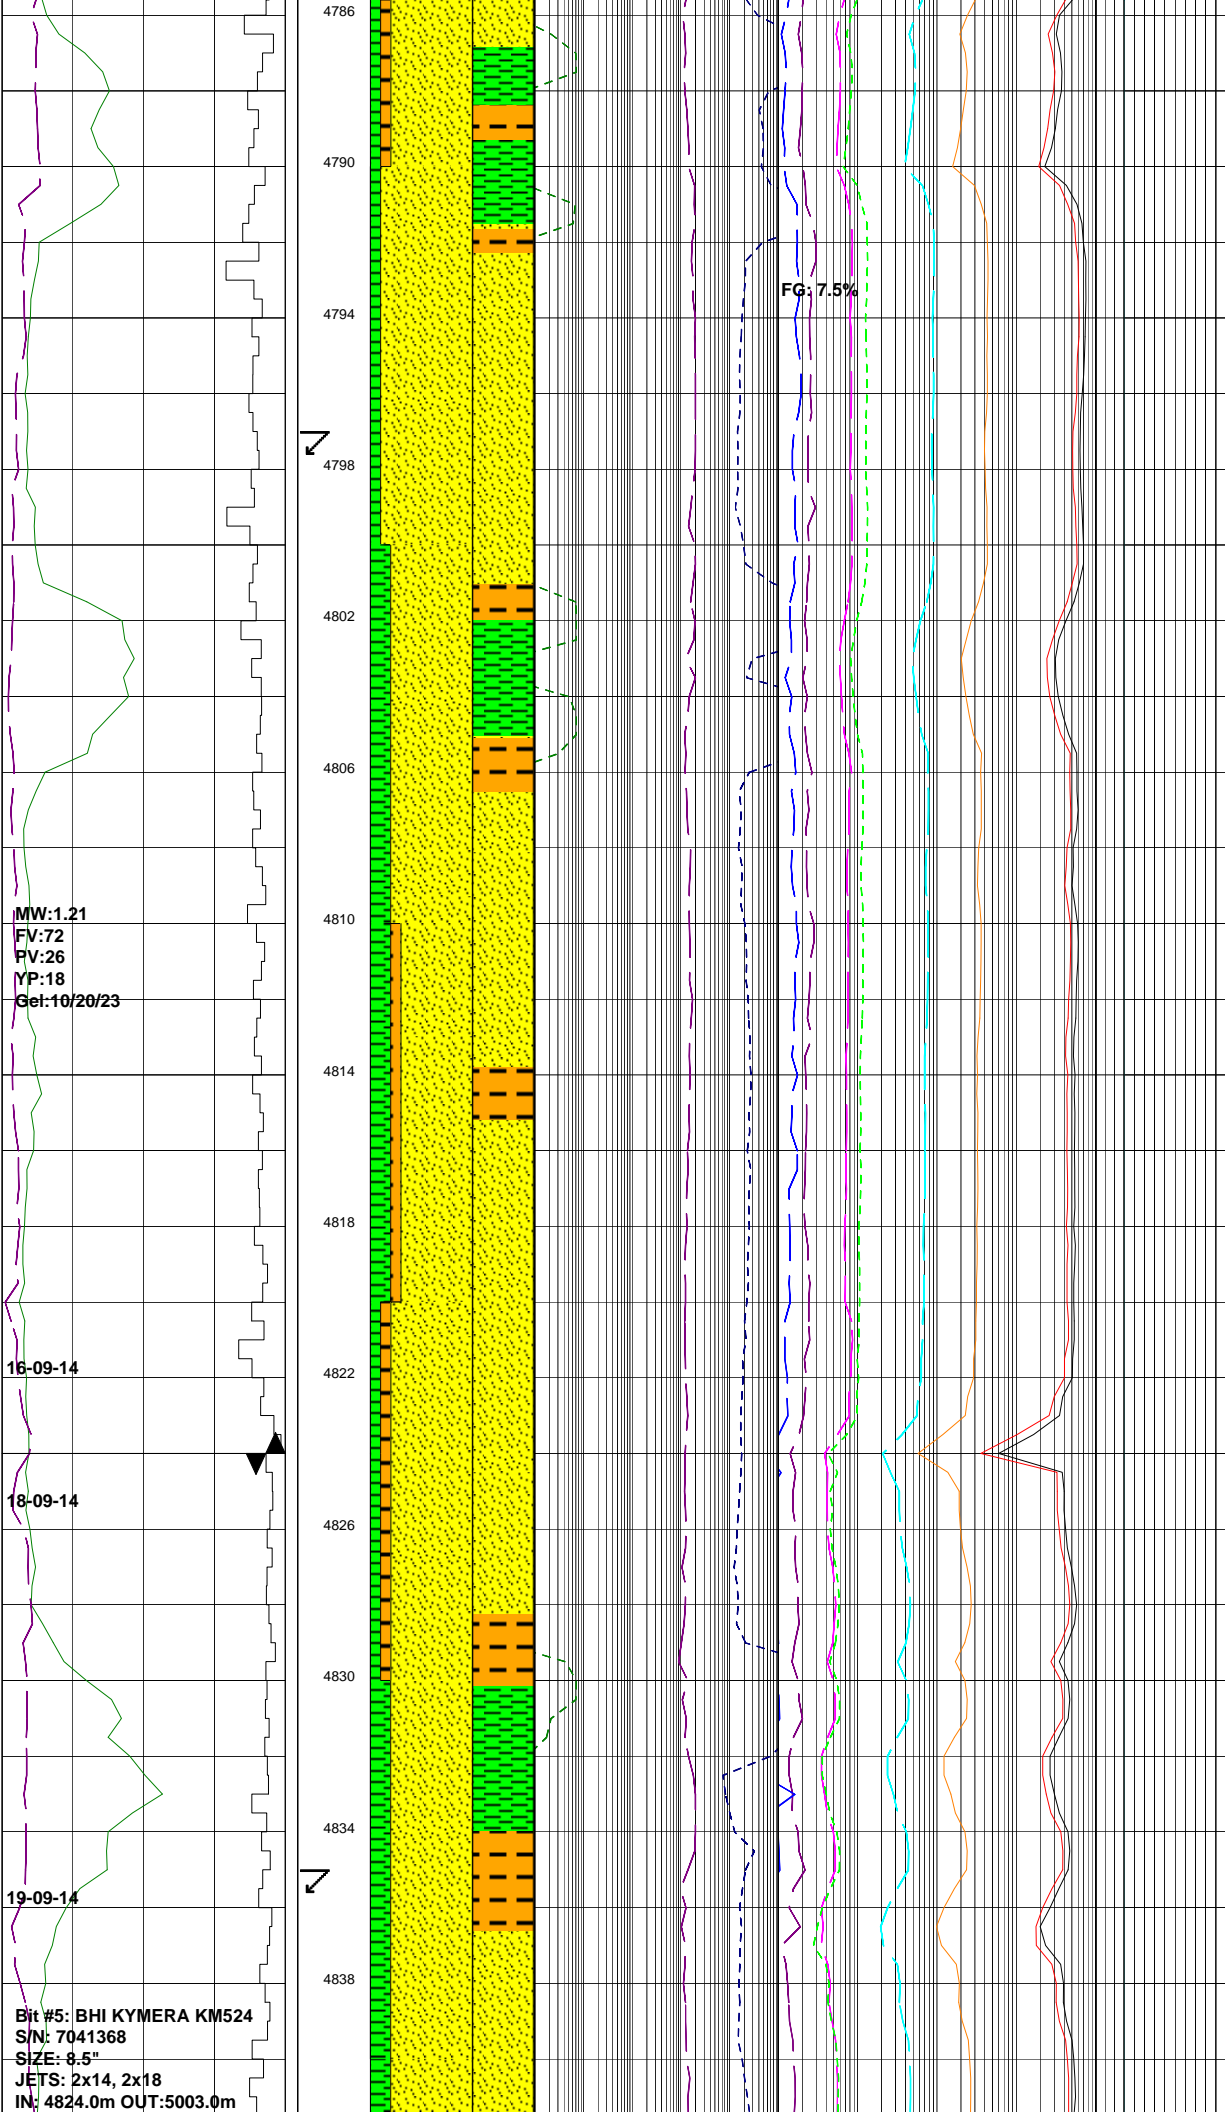 4786
4790
FG: 7.5%
4794
4798
4802
4806
MW:1.21
4810
FV:72
PV:26
YP:18
Gel:10/20/23
4814
4818
16-09-14
4822
18-09-14
4826
4830
4834
19-09-14
4838
Bit #5: BHI KYMERA KM524
S/N: 7041368
SIZE: 8.5"
JETS: 2x14, 2x18
IN: 4824.0m OUT:5003.0m